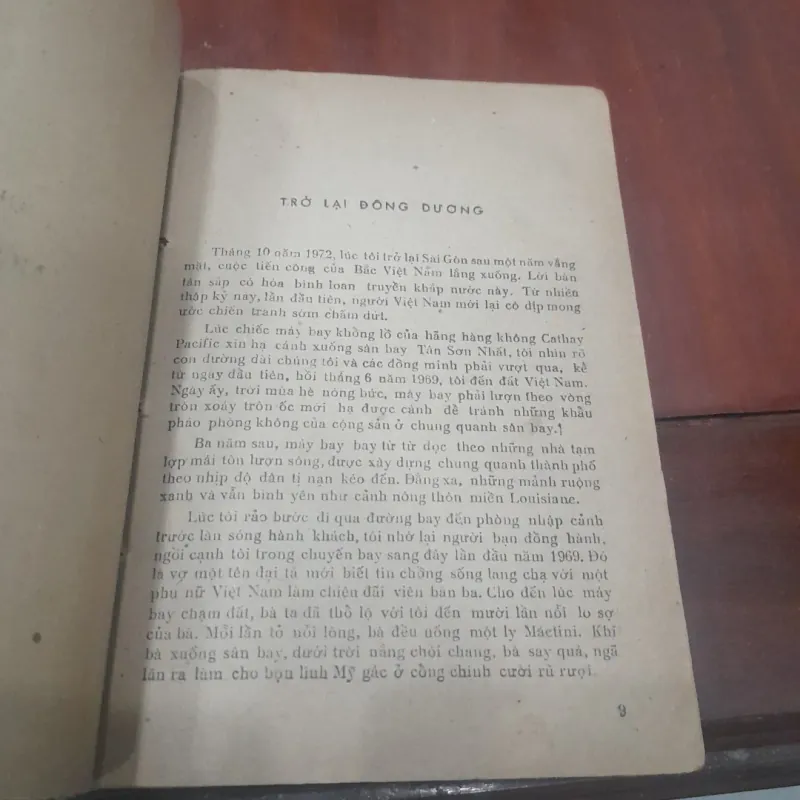 TRỞ LẠI ĐÔNG DƯƠNG
Tháng 10 năm 1972, lúc tôi trở lại Sài Gòn sau một năm vắng
mặt, cuộc tiến công của Bắc Việt Nam lắng xuống. Lời bàn
tán sắp có hòa bình loan truyền khắp nước này. Từ nhiều
thập kỷ nay, lần đầu tiên, người Việt Nam mới lại có dịp mong
ước chiến tranh sớm chấm dứt.
Lúc chiếc máy bay khổng lồ của hãng hàng không Cathay
Pacific xin hạ cánh xuống sân bay Tân Sơn Nhất, tôi nhìn rõ
con đường dài chúng tôi và các đồng minh phải vượt qua, kể
từ ngày đầu tiên, hồi tháng 6 năm 1969, tôi đến đất Việt Nam.
Ngày ấy, trời mùa hè nóng bức, máy bay phải lượn theo vòng
tròn xoáy trôn ốc mới hạ được cánh để tránh những khẩu
pháo phòng không của cộng sản ở chung quanh sân bay.
Ba năm sau, máy bay bay từ từ dọc theo những nhà tạm
lợp mái tôn lượn sóng, được xây dựng chung quanh thành phố
theo nhịp độ dân tị nạn kéo đến. Đằng xa, những mảnh ruộng
xanh và vẫn bình yên như cảnh nông thôn miền Louisiane.
Lúc tôi rảo bước đi qua đường bay đến phòng nhập cảnh
trước làn sóng hành khách, tôi nhớ lại người bạn đồng hành,
ngồi cạnh tôi trong chuyến bay sang đây lần đầu năm 1969. Đó
là vợ một tên đại tá mới biết tin chồng sống lang chạ với một
phụ nữ Việt Nam làm chiêu đãi viên bán ba. Cho đến lúc máy
bay chạm đất, bà ta đã thổ lộ với tôi đến mười lần nỗi lo sợ
của bà. Mỗi lần tỏ nỗi lòng, bà đều uống một ly Mactini. Khi
bà xuống sân bay, dưới trời nắng chói chang, bà say quá, ngã
lăn ra làm cho bọn lính Mỹ gác ở cổng chính cười rũ rượi.
9